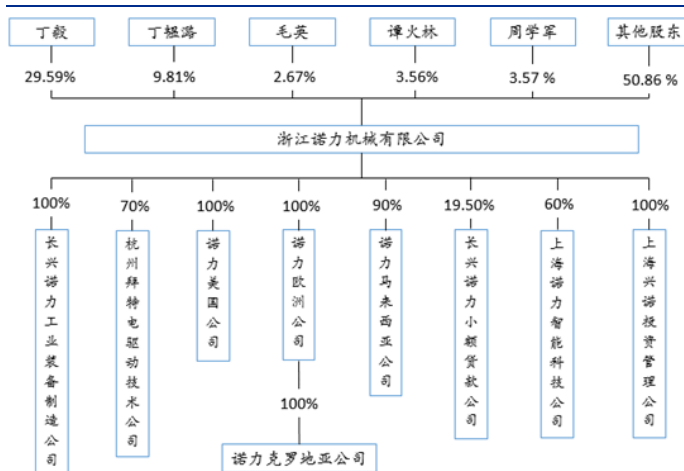 丁毅
丁韫潞
毛英
谭火林
周学军
其他股东
29.59%
9.81%
2.67%
3.56%
3.57 %
50.86 %
浙江诺力机械有限公司
100%
70%
100%
100%
90%
19.50%
60%
100%
长兴诺力工业装备制造公司
杭州拜特电驱动技术公司
诺力美国公司
诺力欧洲公司
诺力马来西亚公司
长兴诺力小额贷款公司
上海诺力智能科技公司
上海兴诺投资管理公司
100%
诺力克罗地亚公司